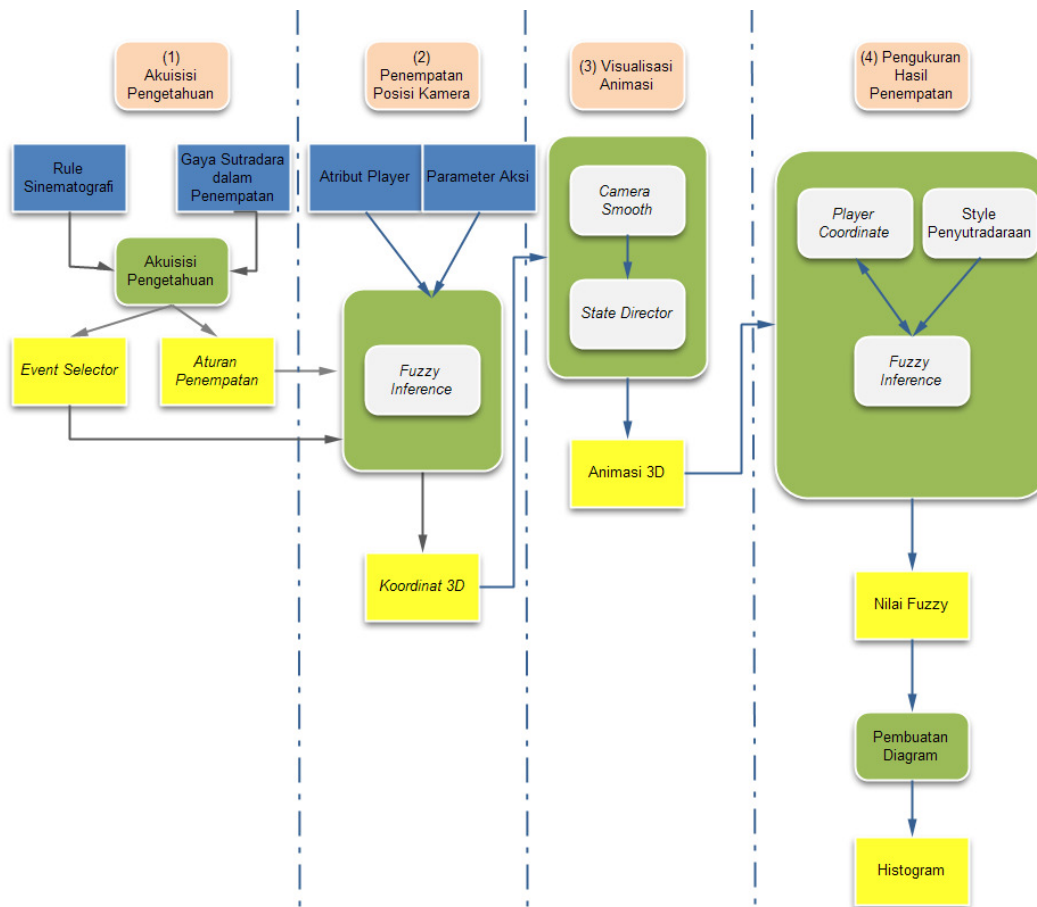 (1)
Akuisisi
Pengetahuan
(2)
Penempatan
Posisi Kamera
(3) Visualisasi
Animasi
(4) Pengukuran
Hasil
Penempatan
Rule
Sinematografi
Gaya Sutradara
dalam
Penempatan
Akuisisi
Pengetahuan
Event Selector
Aturan
Penempatan
Atribut Player
Parameter Aksi
Fuzzy
Inference
Koordinat 3D
Camera
Smooth
State Director
Animasi 3D
Player
Coordinate
Style
Penyutradaraan
Fuzzy
Inference
Nilai Fuzzy
Pembuatan
Diagram
Histogram